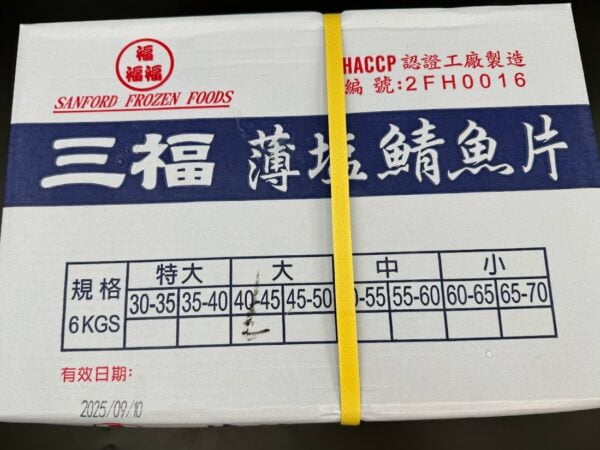 福
福福
SANFORD FROZEN FOODS
HACCP 認證工廠製造
編 號:2FH0016
三福 薄塩鯖魚片
規格 特大 大 中 小
30-35 35-40 40-45 45-50 0-55 55-60 60-65 65-70
6KGS
有效日期:
2025/09/10